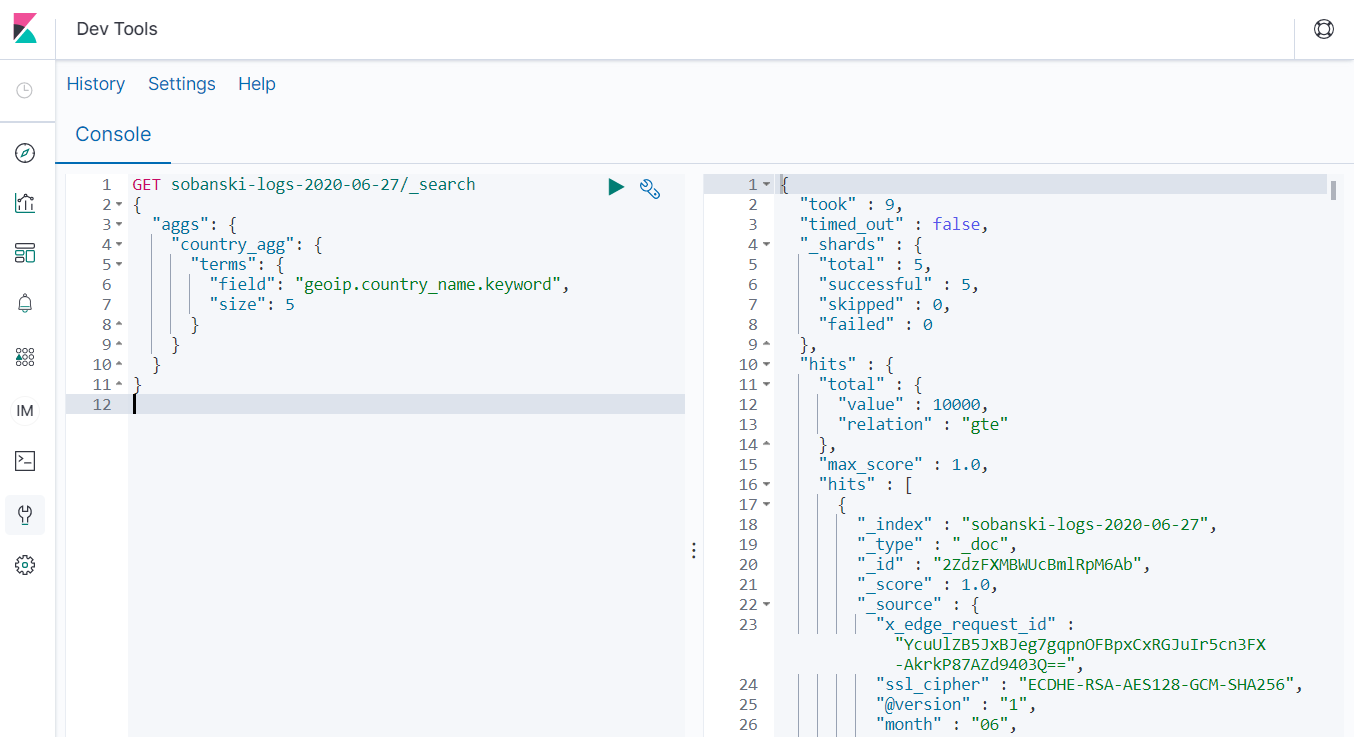 Dev Tools
History Settings Help
Console
1 GET sobanski-logs-2020-06-27/_search
2 {
3 "aggs": {
4 "country_agg": {
5 "terms": {
6 "field": "geoip.country_name.keyword",
7 "size": 5
8 }
9 }
10 }
11 }
12
IM
1 {
2 "took" : 9,
3 "timed_out" : false,
4 "_shards" : {
5 "total" : 5,
6 "successful" : 5,
7 "skipped" : 0,
8 "failed" : 0
9 },
10 "hits" : {
11 "total" : {
12 "value" : 10000,
13 "relation" : "gte"
14 },
15 "max_score" : 1.0,
16 "hits" : [
17 {
18 "_index" : "sobanski-logs-2020-06-27",
19 "_type" : "_doc",
20 "_id" : "2ZdzFXMBWUcBmlRpM6Ab",
21 "_score" : 1.0,
22 "_source" : {
23 "x_edge_request_id" :
"YcuUlZB5JxBJeg7gqpnOFBpxCxRGJuIr5cn3FX
-AkrkP87AZd9403Q==",
24 "ssl_cipher" : "ECDHE-RSA-AES128-GCM-SHA256",
25 "@version" : "1",
26 "month" : "06",